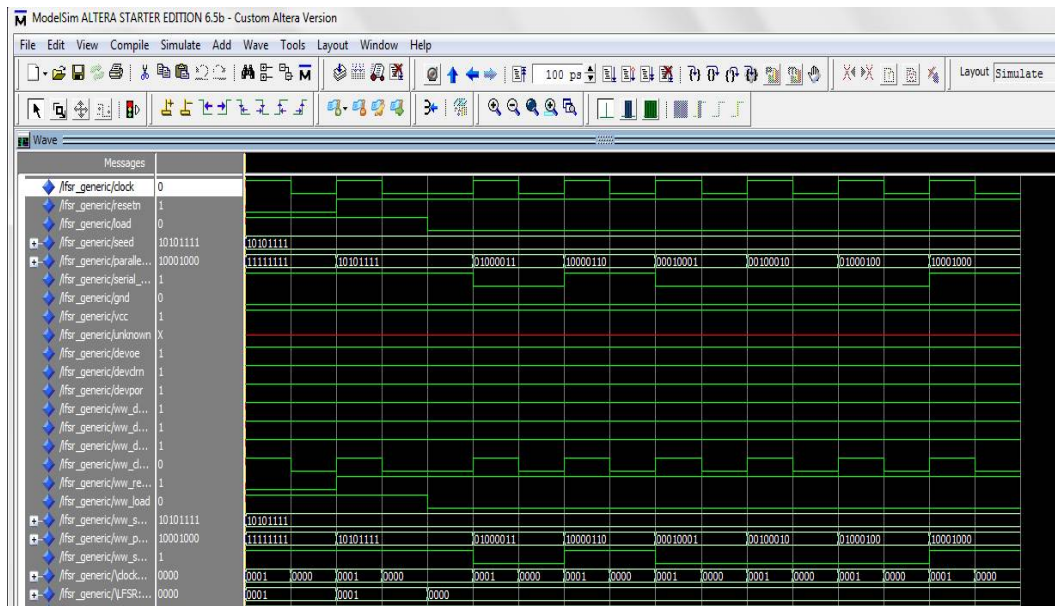 ModelSim ALTERA STARTER EDITION 6.5b - Custom Altera Version
File Edit View Compile Simulate Add Wave Tools Layout Window Help
100 ps Layout Simulate
Wave
Messages
/lfsr_generic/clock 0
/lfsr_generic/resetn 1
/lfsr_generic/load 0
/lfsr_generic/seed 10101111 10101111
/lfsr_generic/paralle... 10001000 11111111 10101111 01000011 10000110 00010001 00100010 01000100 10001000
/lfsr_generic/serial_... 1
/lfsr_generic/gnd 0
/lfsr_generic/vcc 1
/lfsr_generic/unknown X
/lfsr_generic/devoe 1
/lfsr_generic/devclrn 1
/lfsr_generic/devpor 1
/lfsr_generic/ww_d... 1
/lfsr_generic/ww_d... 1
/lfsr_generic/ww_d... 1
/lfsr_generic/ww_d... 0
/lfsr_generic/ww_re... 1
/lfsr_generic/ww_load 0
/lfsr_generic/ww_s... 10101111 10101111
/lfsr_generic/ww_p... 10001000 11111111 10101111 01000011 10000110 00010001 00100010 01000100 10001000
/lfsr_generic/ww_s... 1
/lfsr_generic/\clock... 0000 0001 0000 0001 0000 0001 0000 0001 0000 0001 0000 0001 0000 0001 0000 0001 0000
/lfsr_generic/\LFSR:... 0000 0001 0001 0000